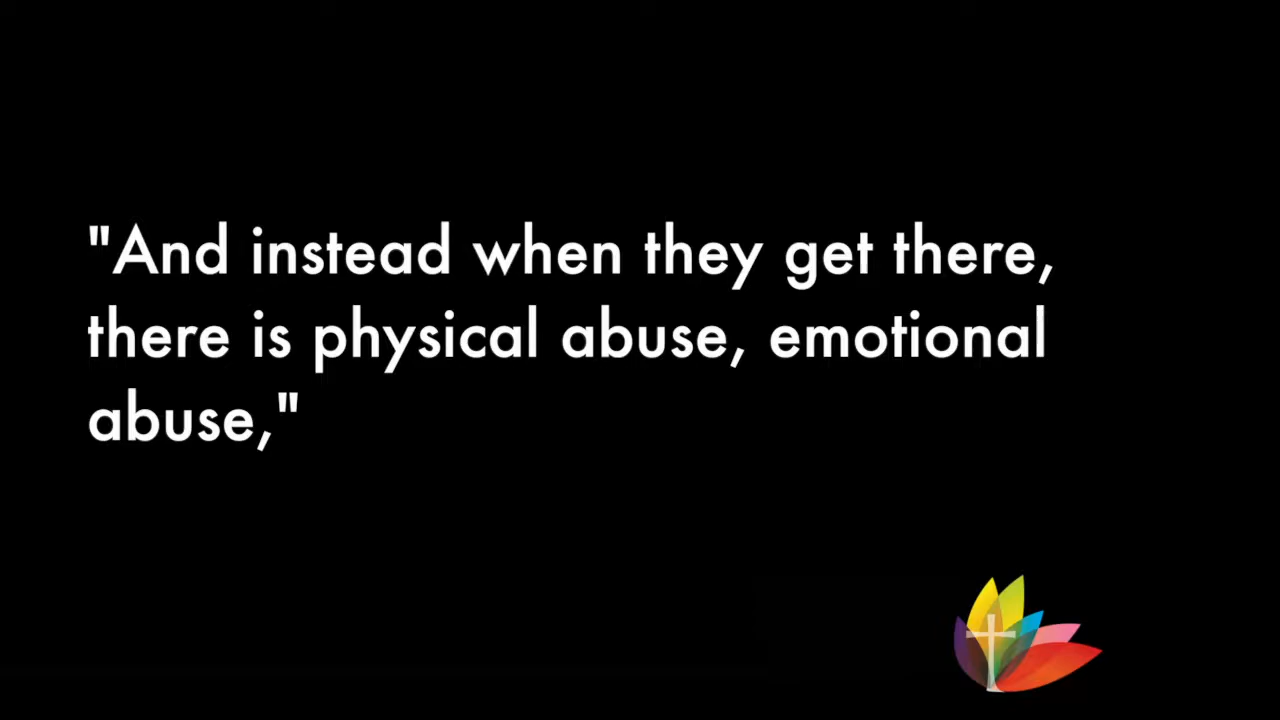 "And instead when they get there,
there is physical abuse, emotional
abuse,"